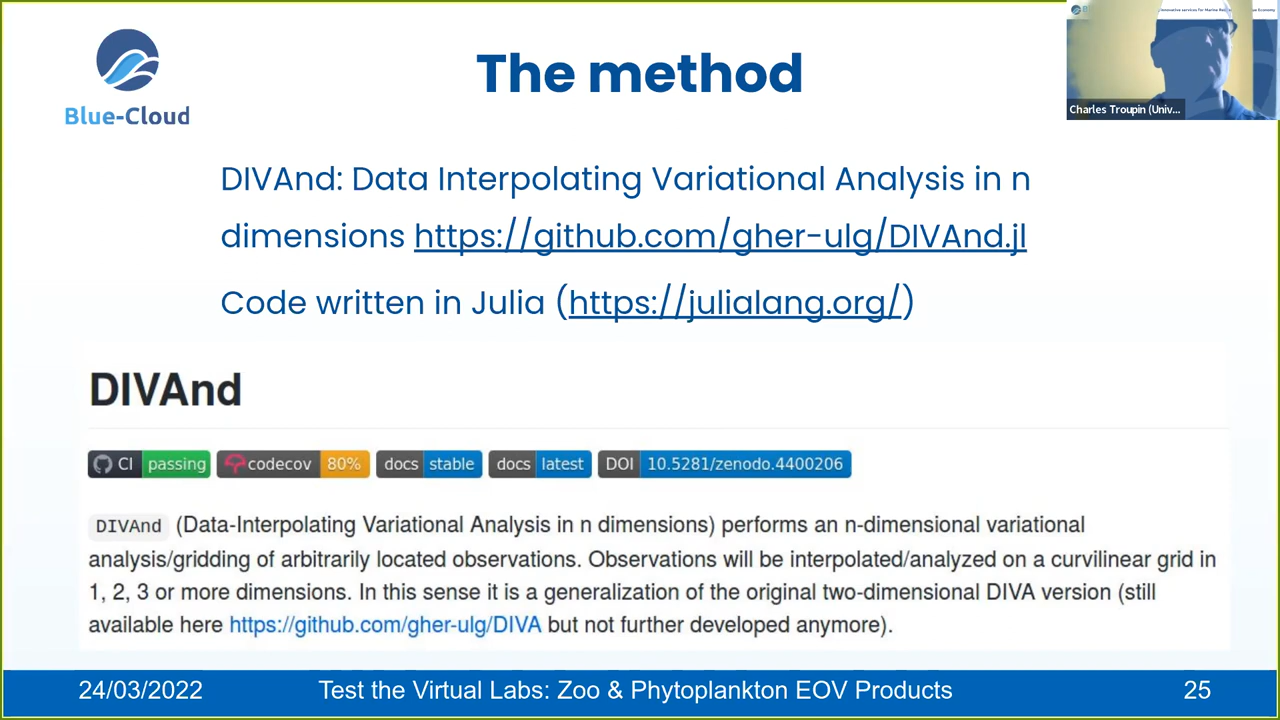 Innovative services for Marine
The method
Blue-Cloud
Charles Troupin (Univ...
DIVAnd: Data Interpolating Variational Analysis in n
dimensions https://github.com/gher-ulg/DIVAnd.jl
Code written in Julia (https://julialang.org/)
DIVAnd
CI passing codecov 80% docs stable docs latest DOI 10.5281/zenodo.4400206
DIVAnd (Data-Interpolating Variational Analysis in n dimensions) performs an n-dimensional variational
analysis/gridding of arbitrarily located observations. Observations will be interpolated/analyzed on a curvilinear grid in
1, 2, 3 or more dimensions. In this sense it is a generalization of the original two-dimensional DIVA version (still
available here https://github.com/gher-ulg/DIVA but not further developed anymore).
24/03/2022 Test the Virtual Labs: Zoo & Phytoplankton EOV Products 25